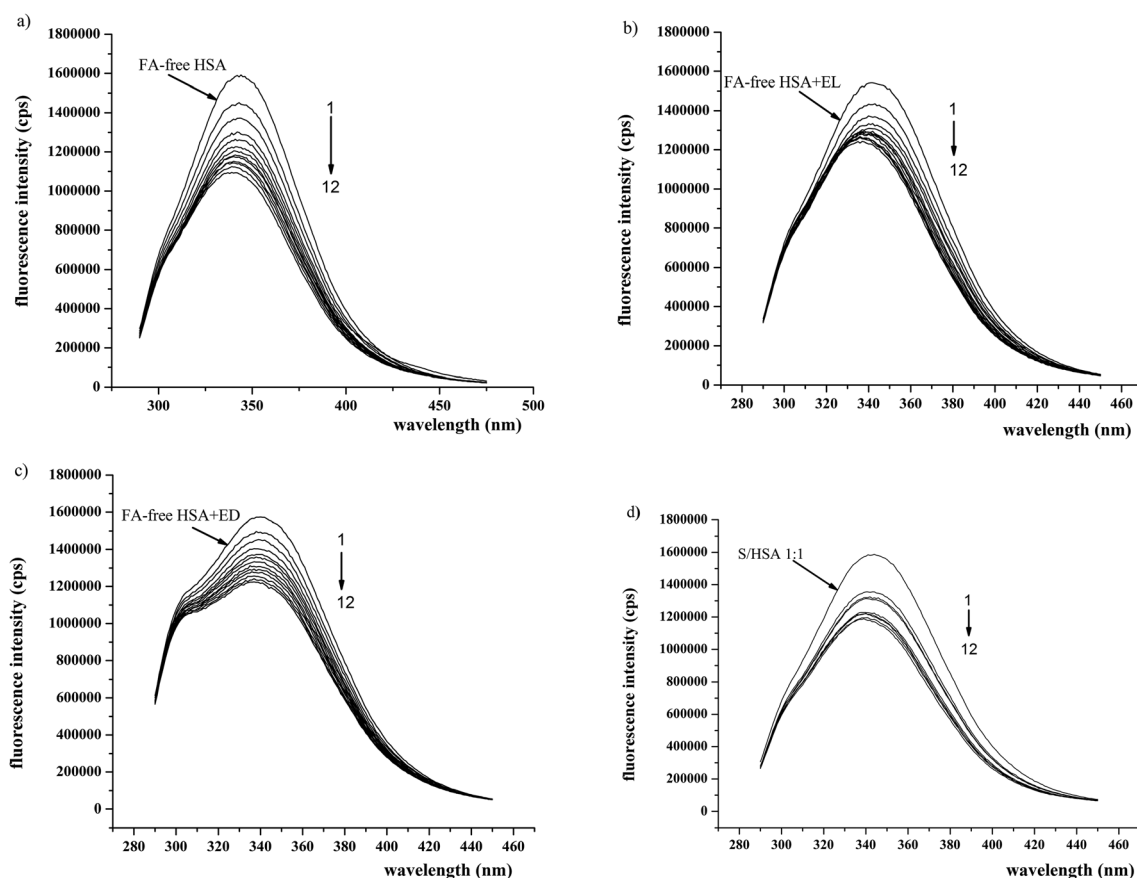 a)
1800000
1600000
1400000
1200000
1000000
800000
600000
400000
200000
0
fluorescence intensity (cps)
FA-free HSA
1
12
300 350 400 450 500
wavelength (nm)
b)
1800000
1600000
1400000
1200000
1000000
800000
600000
400000
200000
0
fluorescence intensity (cps)
FA-free HSA+EL
1
12
280 300 320 340 360 380 400 420 440 460
wavelength (nm)
c)
1800000
1600000
1400000
1200000
1000000
800000
600000
400000
200000
0
fluorescence intensity (cps)
FA-free HSA+ED
1
12
280 300 320 340 360 380 400 420 440 460
wavelength (nm)
d)
1800000
1600000
1400000
1200000
1000000
800000
600000
400000
200000
0
fluorescence intensity (cps)
S/HSA 1:1
1
12
280 300 320 340 360 380 400 420 440 460
wavelength (nm)